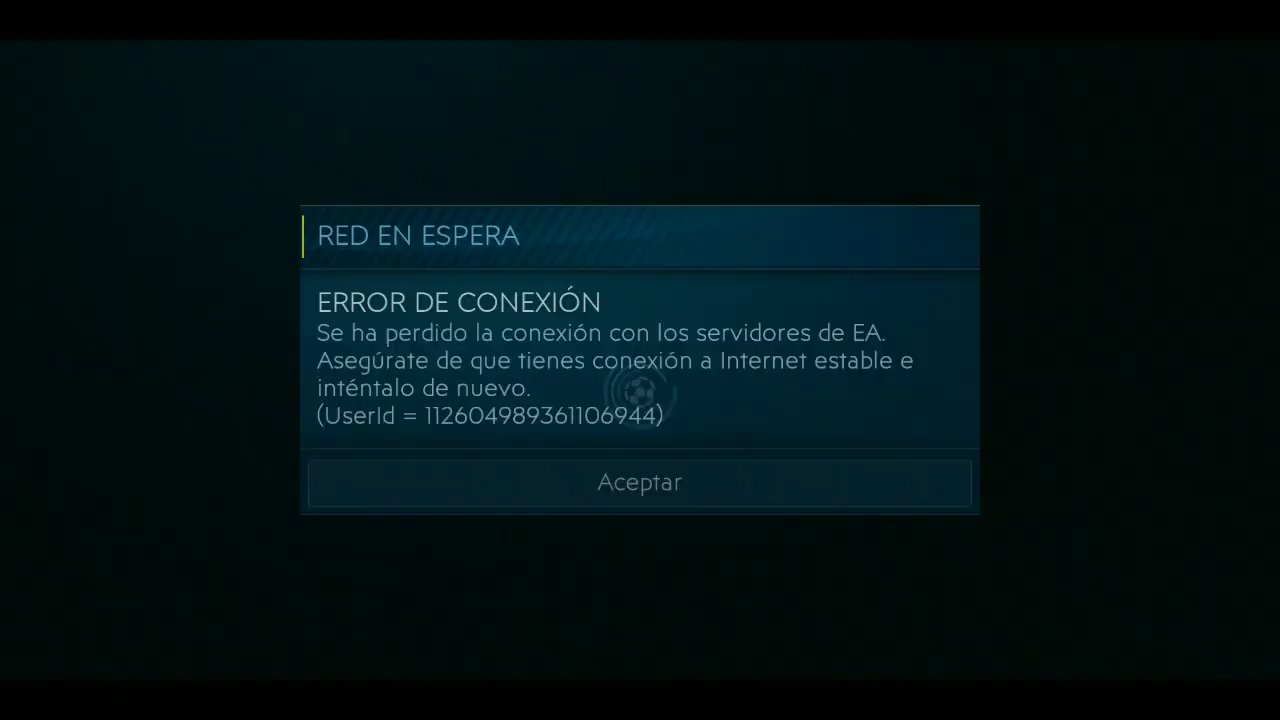 RED EN ESPERA
ERROR DE CONEXIÓN
Se ha perdido la conexión con los servidores de EA.
Asegúrate de que tienes conexión a Internet estable e
inténtalo de nuevo.
(UserId = 112604989361106944)
Aceptar